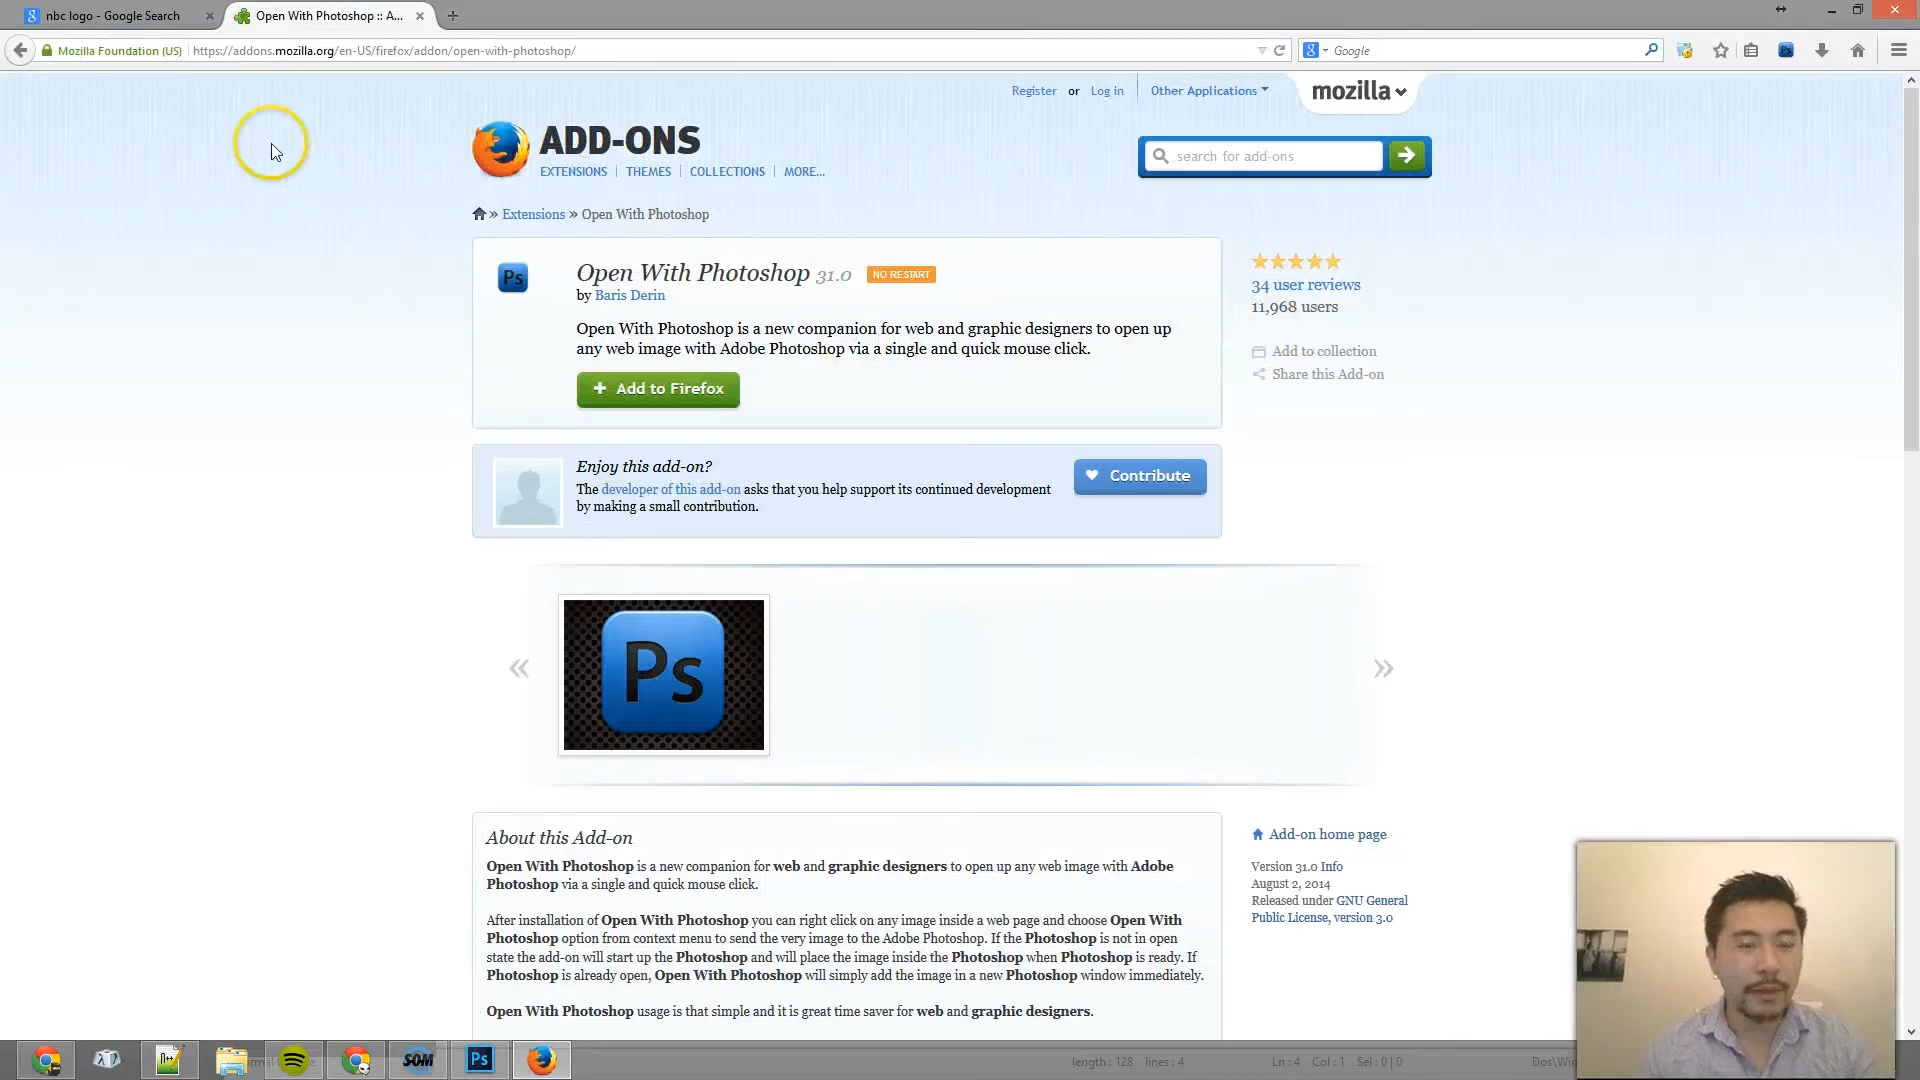 nbc logo - Google Search
Open With Photoshop :: A...
Mozilla Foundation (US)
https://addons.mozilla.org/en-US/firefox/addon/open-with-photoshop/
Google
Register or Log in
Other Applications
mozilla
ADD-ONS
EXTENSIONS | THEMES | COLLECTIONS | MORE...
search for add-ons
» Extensions » Open With Photoshop
Ps
Open With Photoshop 31.0 NO RESTART
by Baris Derin
Open With Photoshop is a new companion for web and graphic designers to open up
any web image with Adobe Photoshop via a single and quick mouse click.
+ Add to Firefox
34 user reviews
11,968 users
Add to collection
Share this Add-on
Enjoy this add-on?
The developer of this add-on asks that you help support its continued development
by making a small contribution.
Contribute
«
Ps
»
About this Add-on
Open With Photoshop is a new companion for web and graphic designers to open up any web image with Adobe
Photoshop via a single and quick mouse click.
After installation of Open With Photoshop you can right click on any image inside a web page and choose Open With
Photoshop option from context menu to send the very image to the Adobe Photoshop. If the Photoshop is not in open
state the add-on will start up the Photoshop and will place the image inside the Photoshop when Photoshop is ready. If
Photoshop is already open, Open With Photoshop will simply add the image in a new Photoshop window immediately.
Open With Photoshop usage is that simple and it is great time saver for web and graphic designers.
Add-on home page
Version 31.0 Info
August 2, 2014
Released under GNU General
Public License, version 3.0
SOM
Ps
length : 128 lines : 4
Ln : 4 Col : 1 Sel : 0 | 0
Dos\Win